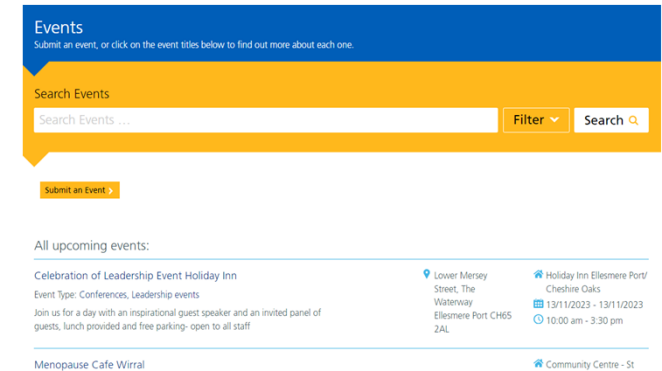 Events
Submit an event, or click on the event titles below to find out more about each one.
Search Events
Search Events ...
Filter
Search
Submit an Event
All upcoming events:
Celebration of Leadership Event Holiday Inn
Event Type: Conferences, Leadership events
Join us for a day with an inspirational guest speaker and an invited panel of
guests, lunch provided and free parking- open to all staff
Lower Mersey
Street, The
Waterway
Ellesmere Port CH65
2AL
Holiday Inn Ellesmere Port/
Cheshire Oaks
13/11/2023 - 13/11/2023
10:00 am - 3:30 pm
Menopause Cafe Wirral
Community Centre - St